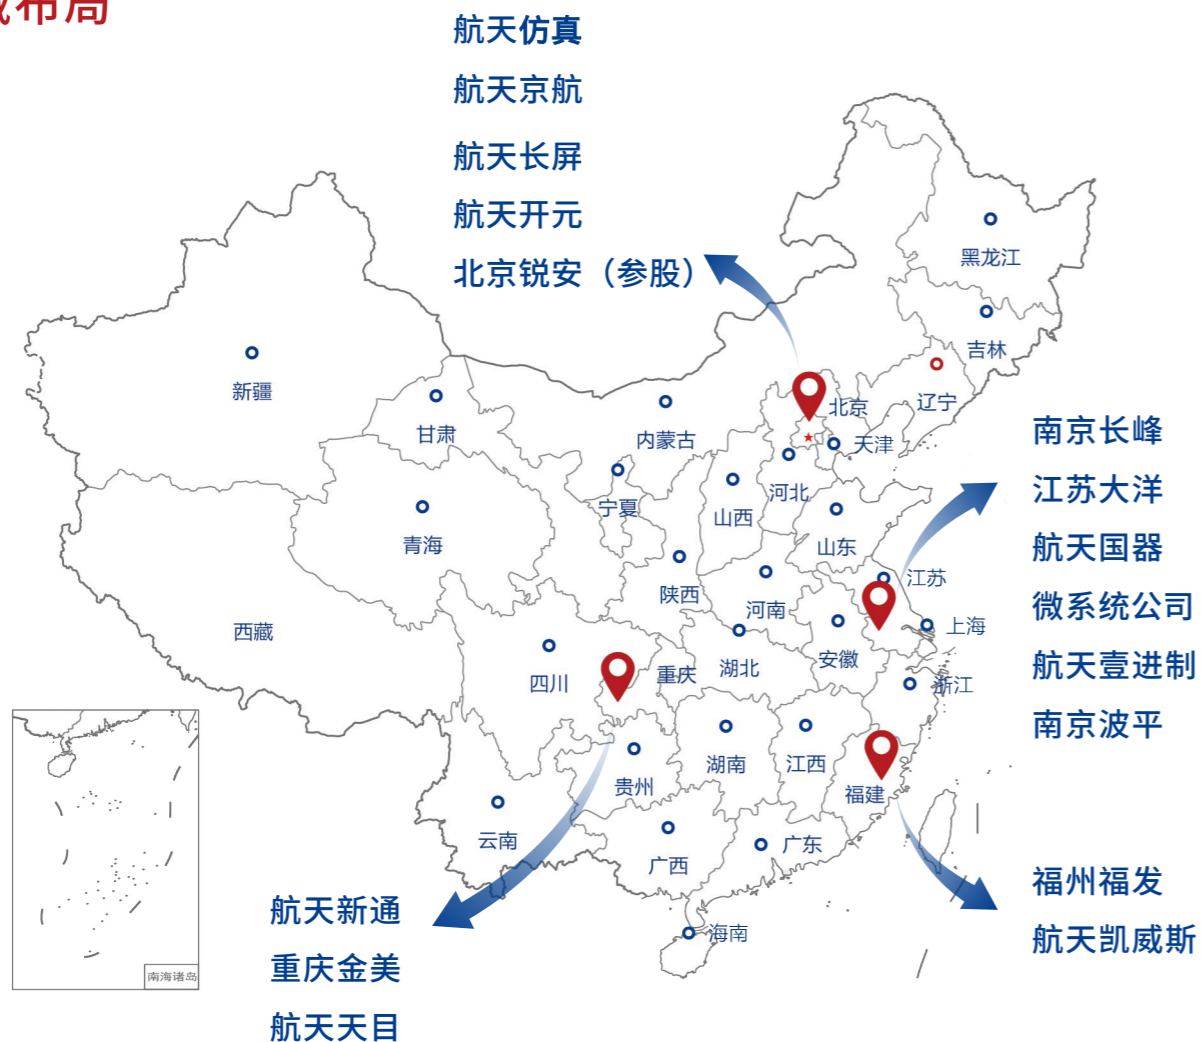 布局
航天仿真
航天京航
航天长屏
航天开元
北京锐安（参股）
黑龙江
吉林
辽宁
新疆
甘肃
内蒙古
北京
天津
河北
宁夏
山西
青海
山东
陕西
河南
江苏
西藏
四川
重庆
湖北
安徽
上海
浙江
贵州
湖南
江西
福建
云南
广西
广东
海南
南海诸岛
南京长峰
江苏大洋
航天国器
微系统公司
航天壹进制
南京波平
福州福发
航天凯威斯
航天新通
重庆金美
航天天目